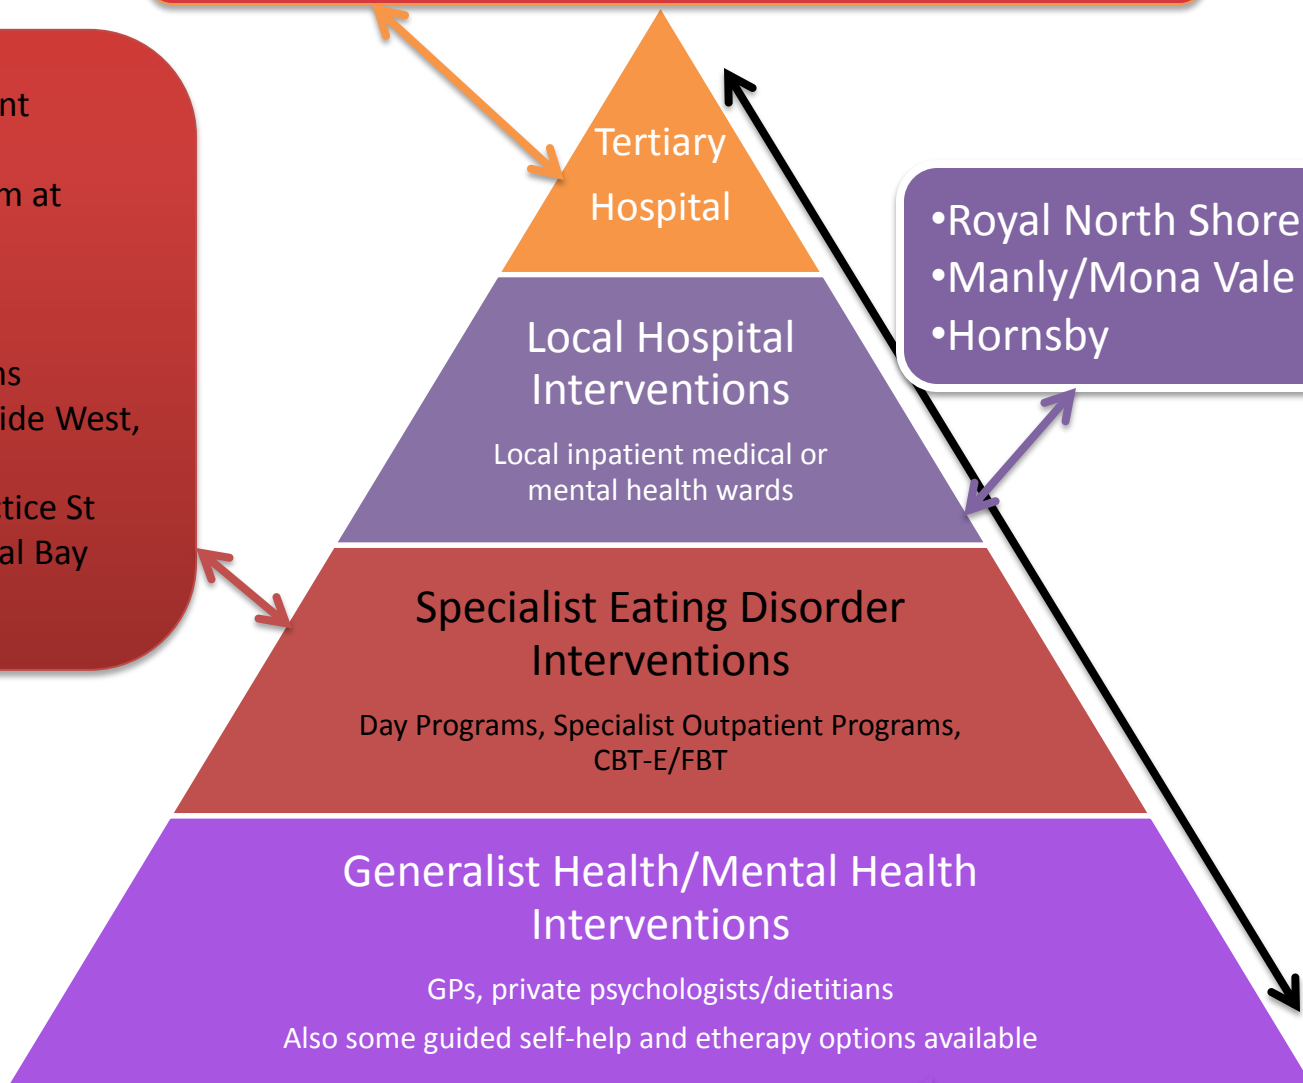 nt
m at
ns
ide West,
ctice St
al Bay
Tertiary
Hospital
•Royal North Shore
•Manly/Mona Vale
•Hornsby
Local Hospital
Interventions
Local inpatient medical or
mental health wards
Specialist Eating Disorder
Interventions
Day Programs, Specialist Outpatient Programs,
CBT-E/FBT
Generalist Health/Mental Health
Interventions
GPs, private psychologists/dietitians
Also some guided self-help and etherapy options available